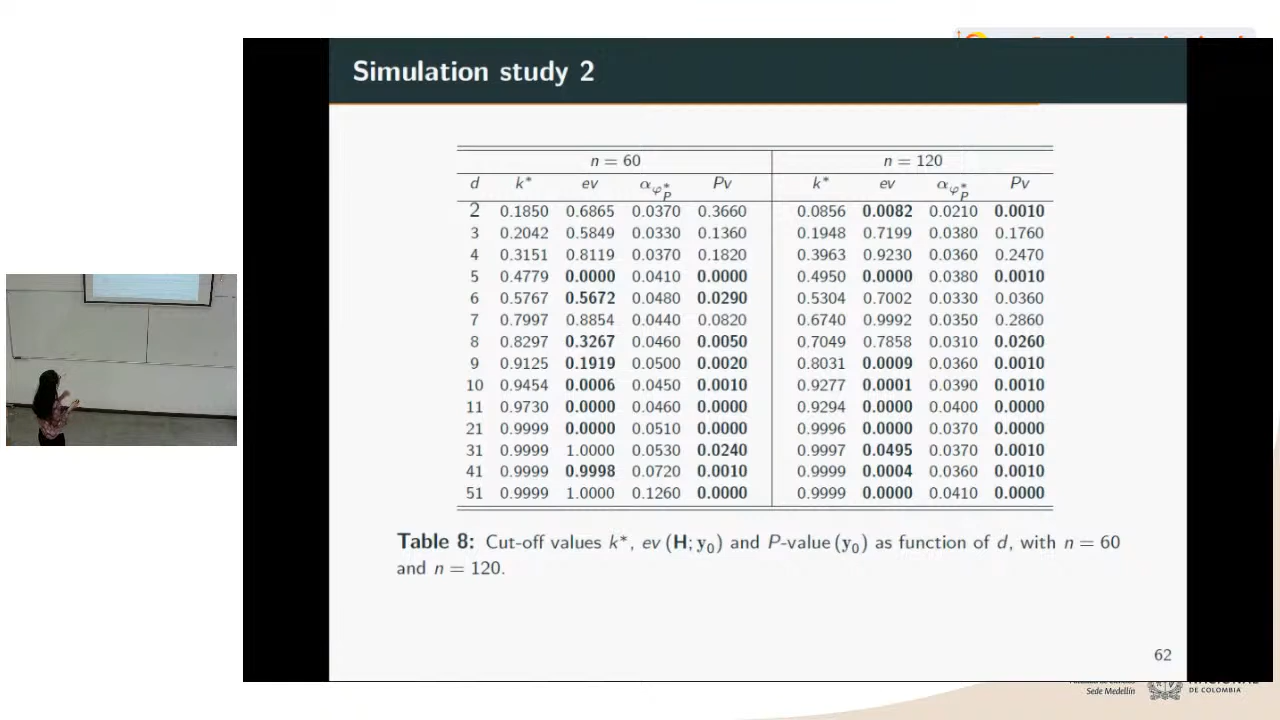 Simulation study 2
n = 60 n = 120
d k* ev α_φ*_P Pv k* ev α_φ*_P Pv
2 0.1850 0.6865 0.0370 0.3660 0.0856 0.0082 0.0210 0.0010
3 0.2042 0.5849 0.0330 0.1360 0.1948 0.7199 0.0380 0.1760
4 0.3151 0.8119 0.0370 0.1820 0.3963 0.9230 0.0360 0.2470
5 0.4779 0.0000 0.0410 0.0000 0.4950 0.0000 0.0380 0.0010
6 0.5767 0.5672 0.0480 0.0290 0.5304 0.7002 0.0330 0.0360
7 0.7997 0.8854 0.0440 0.0820 0.6740 0.9992 0.0350 0.2860
8 0.8297 0.3267 0.0460 0.0050 0.7049 0.7858 0.0310 0.0260
9 0.9125 0.1919 0.0500 0.0020 0.8031 0.0009 0.0360 0.0010
10 0.9454 0.0006 0.0450 0.0010 0.9277 0.0001 0.0390 0.0010
11 0.9730 0.0000 0.0460 0.0000 0.9294 0.0000 0.0400 0.0000
21 0.9999 0.0000 0.0510 0.0000 0.9996 0.0000 0.0370 0.0000
31 0.9999 1.0000 0.0530 0.0240 0.9997 0.0495 0.0370 0.0010
41 0.9999 0.9998 0.0720 0.0010 0.9999 0.0004 0.0360 0.0010
51 0.9999 1.0000 0.1260 0.0000 0.9999 0.0000 0.0410 0.0000
Table 8: Cut-off values k*, ev (H; y₀) and P-value (y₀) as function of d, with n = 60
and n = 120.
62
Sede Medellín
DE COLOMBIA